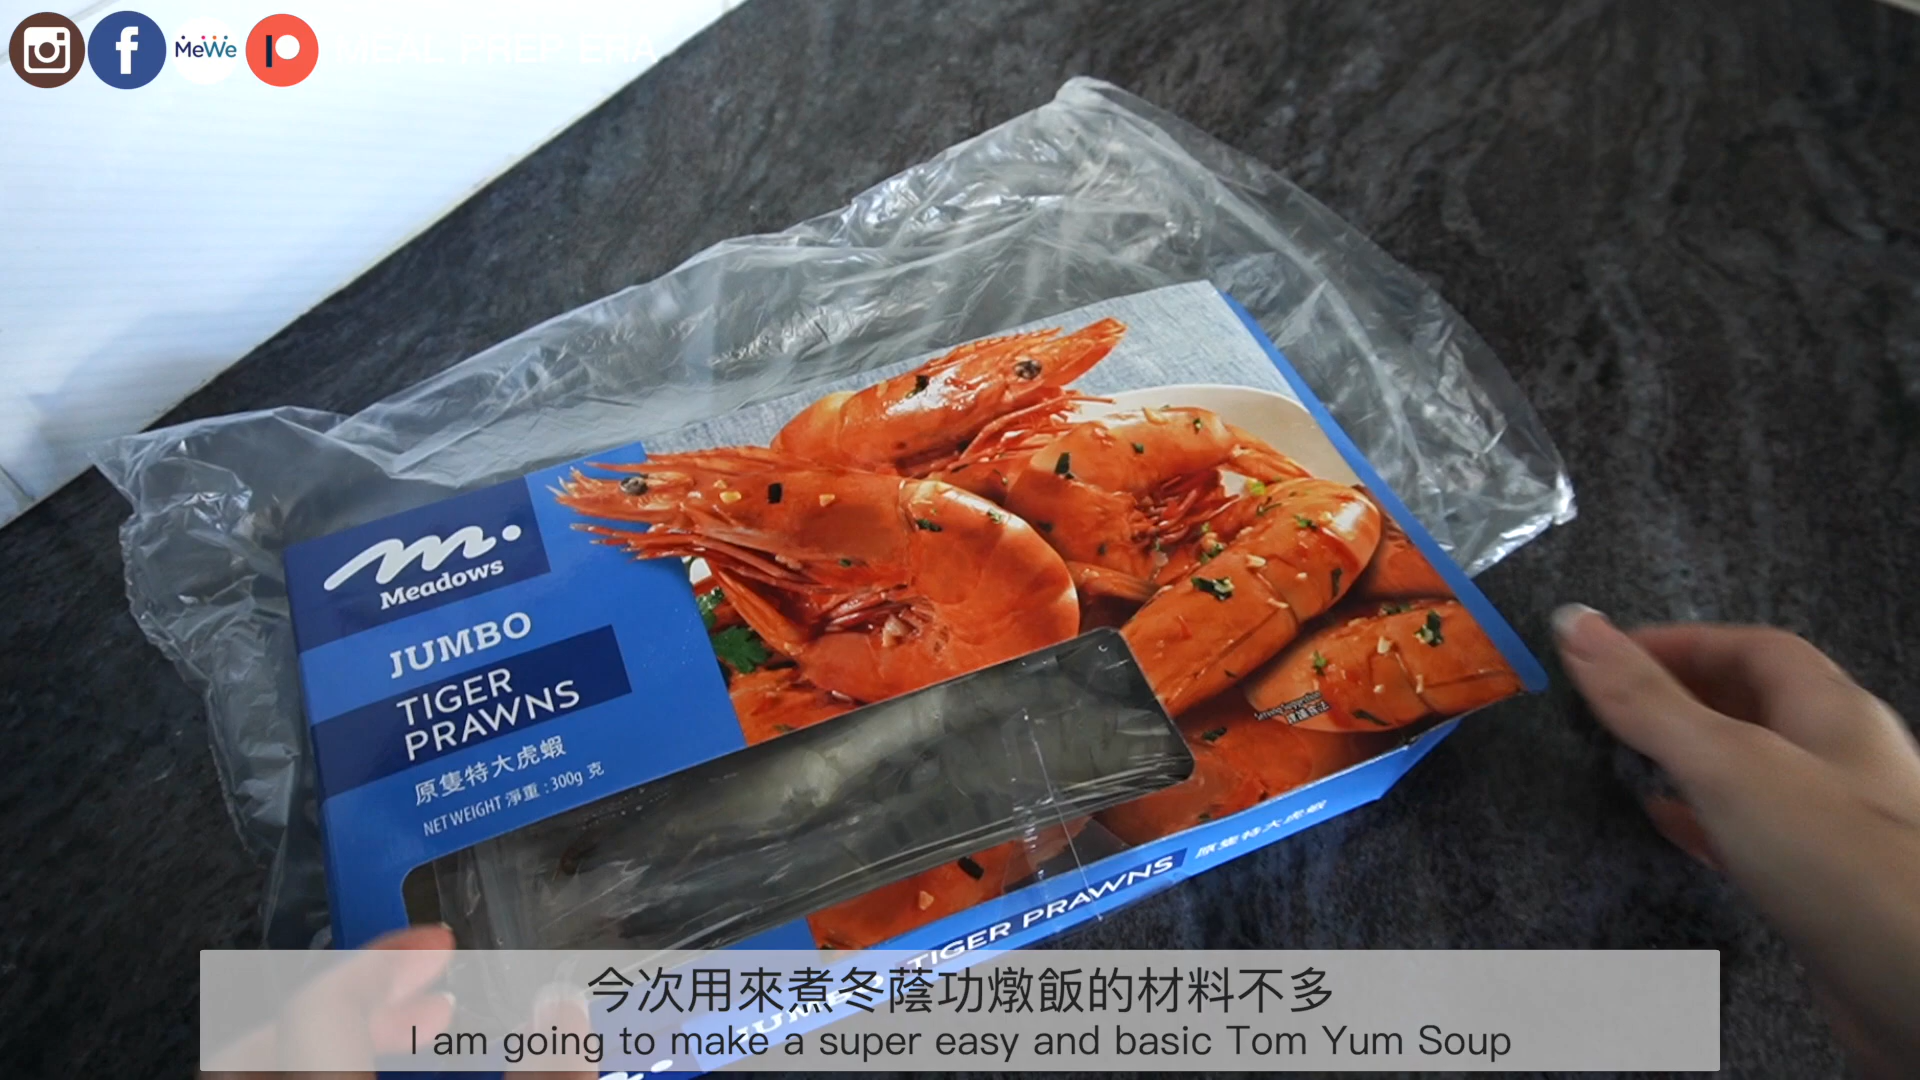 MeWe
MEAL PREP ERA
Meadows
JUMBO
TIGER
PRAWNS
原隻特大虎蝦
NET WEIGHT 淨重 : 300g 克
JUMBO TIGER PRAWNS 原隻特大虎蝦
今次用來煮冬蔭功燉飯的材料不多
I am going to make a super easy and basic Tom Yum Soup